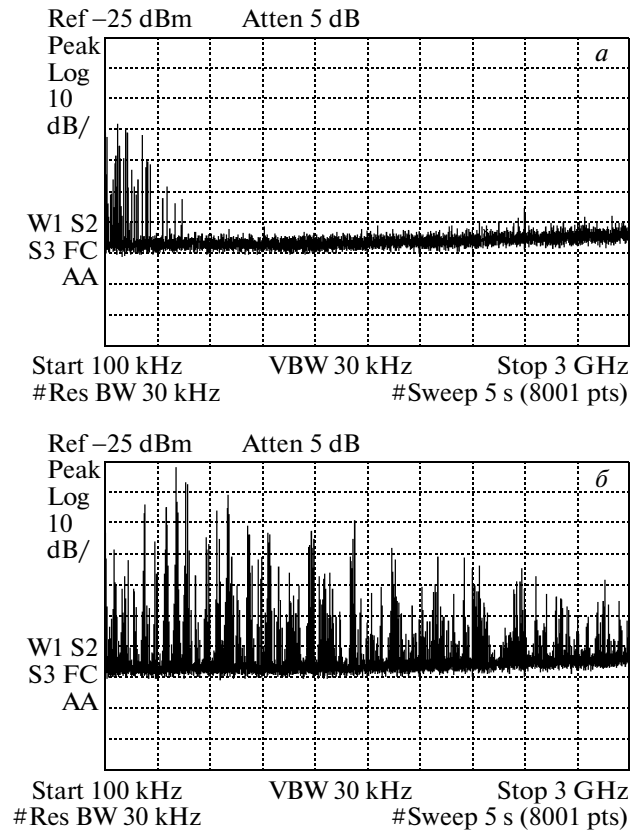 Ref –25 dBm Atten 5 dB
Peak
Log
10
dB/
а
W1 S2
S3 FC
AA
Start 100 kHz VBW 30 kHz Stop 3 GHz
#Res BW 30 kHz #Sweep 5 s (8001 pts)
Ref –25 dBm Atten 5 dB
Peak
Log
10
dB/
б
W1 S2
S3 FC
AA
Start 100 kHz VBW 30 kHz Stop 3 GHz
#Res BW 30 kHz #Sweep 5 s (8001 pts)